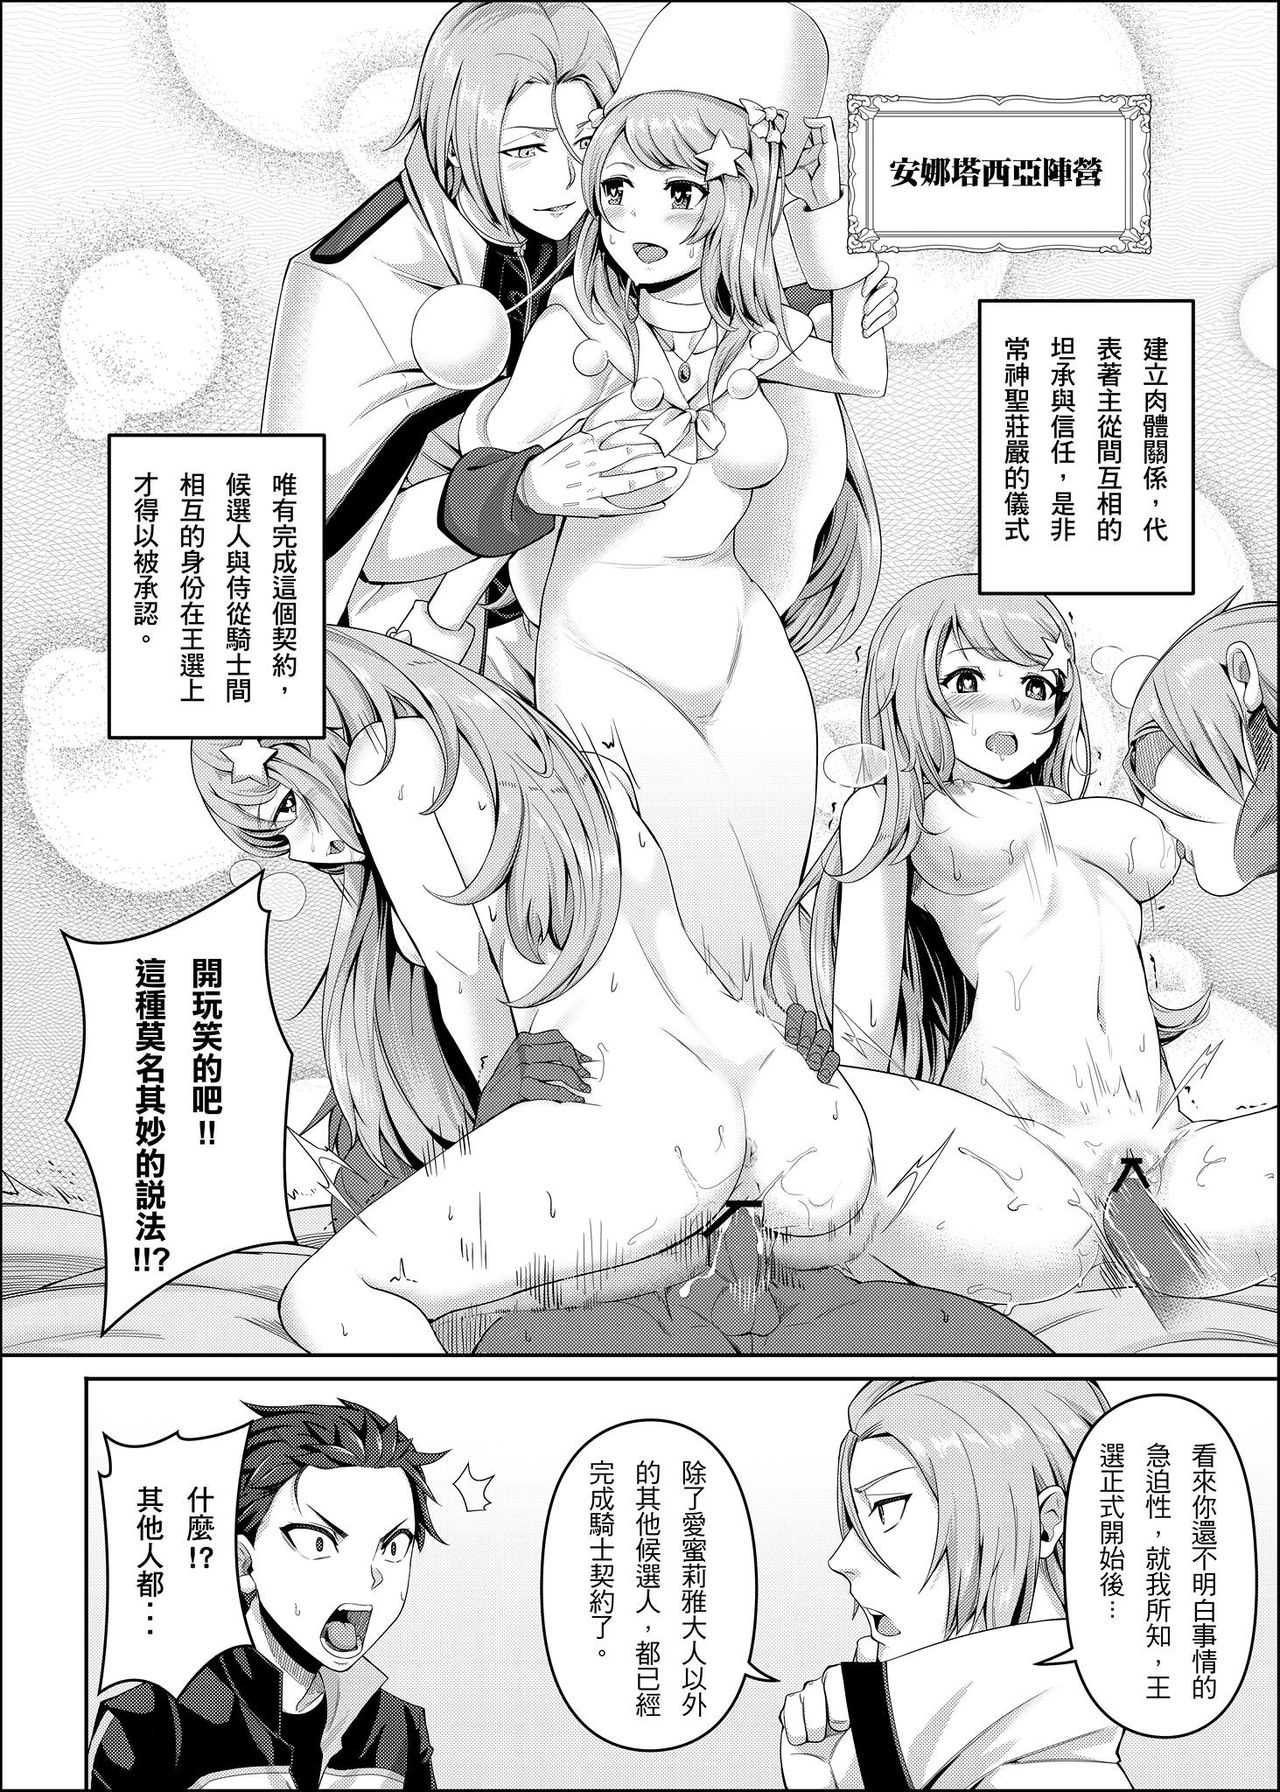 安娜塔西亞陣營
建立肉體關係，代
表著主從間互相的
坦承與信任，是非
常神聖莊嚴的儀式
唯有完成這個契約，
候選人與侍從騎士間
相互的身份在王選上
才得以被承認。
開玩笑的吧!!
這種莫名其妙的說法!!?
看來你還不明白事情的
急迫性，就我所知，王
選正式開始後…
除了愛蜜莉雅大人以外
的其他候選人，都已經
完成騎士契約了。
什麼!?
其他人都…